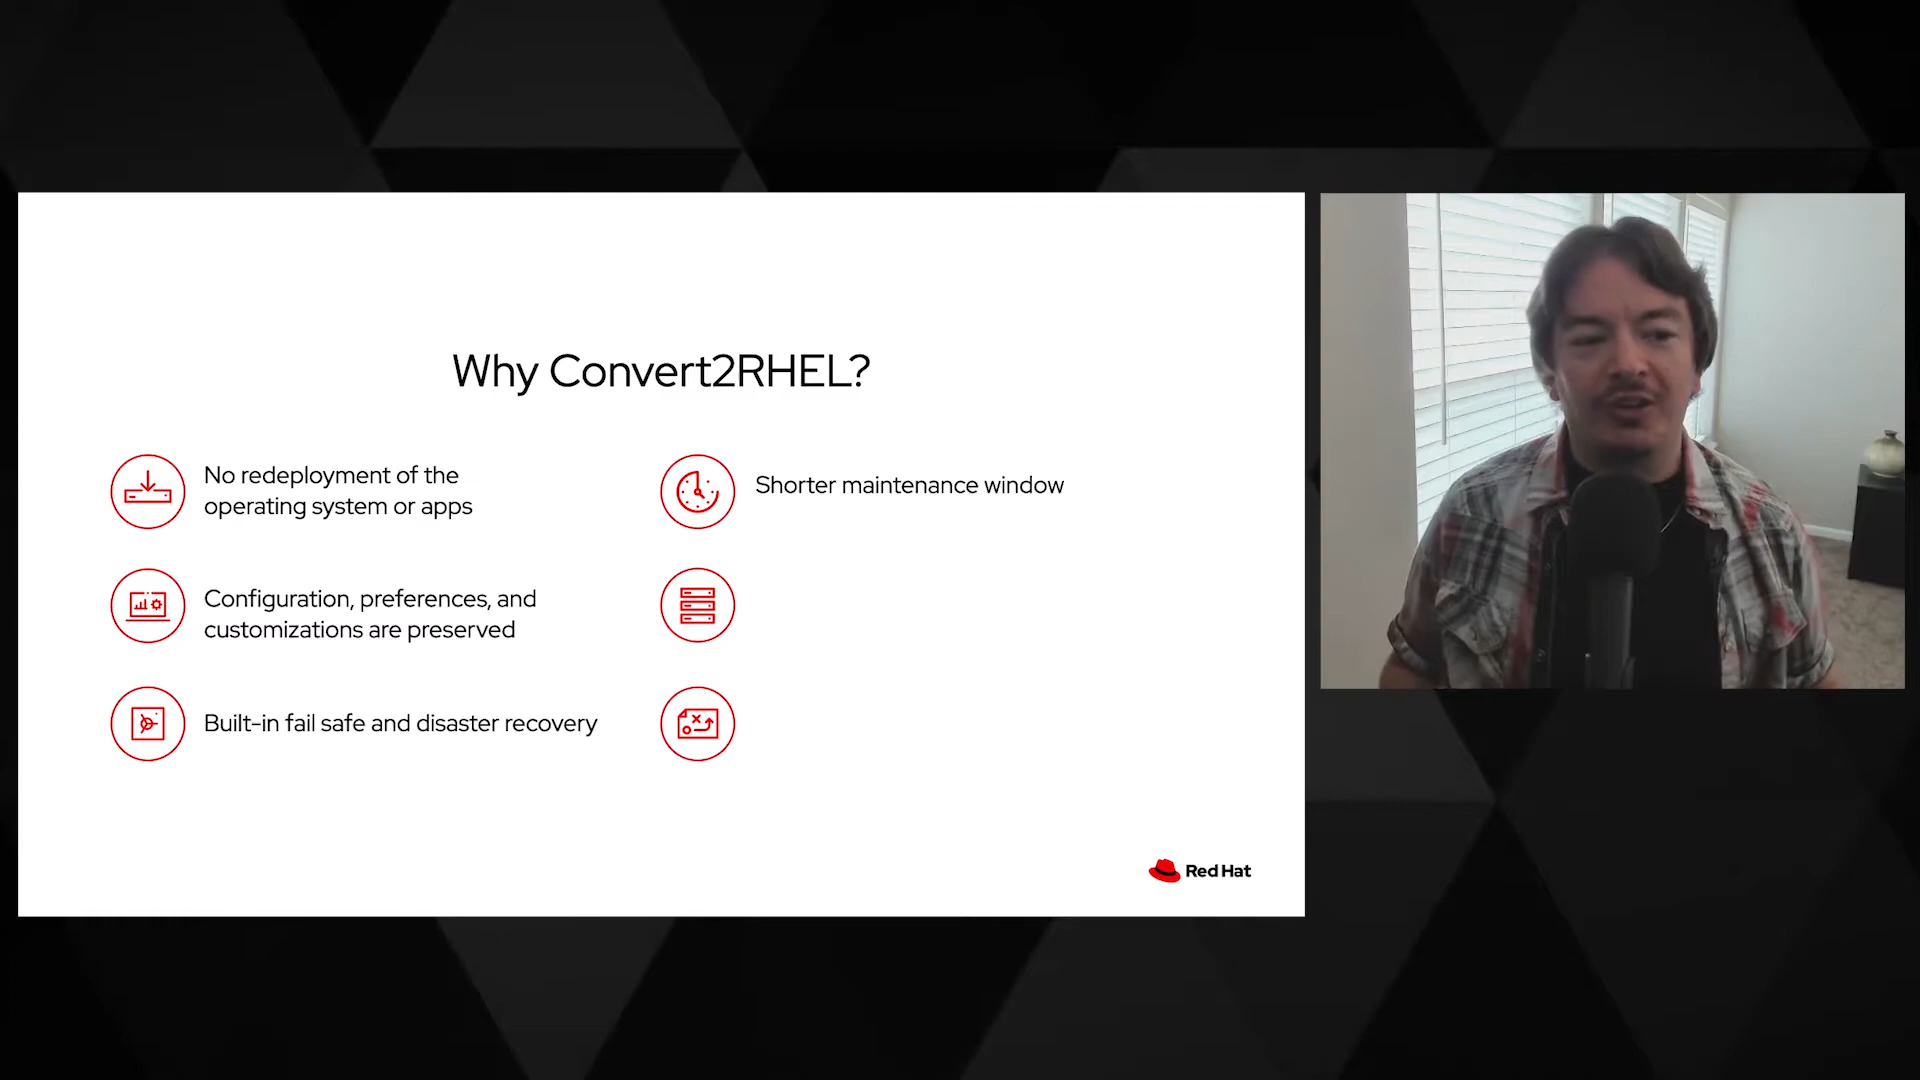 Why Convert2RHEL?
No redeployment of the
operating system or apps
Configuration, preferences, and
customizations are preserved
Built-in fail safe and disaster recovery
Shorter maintenance window
Red Hat